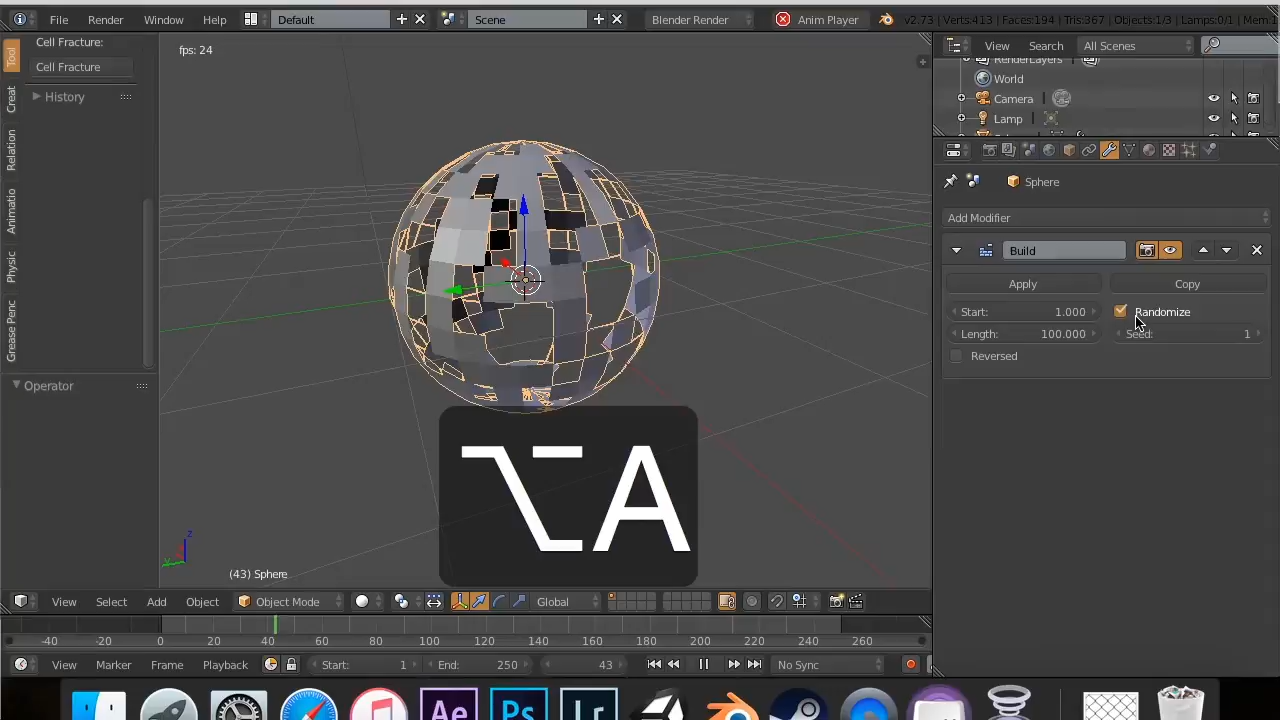 File Render Window Help Default Scene Blender Render Anim Player v2.73 | Verts:413 | Faces:194 | Tris:367 | Objects:1/3 | Lamps:0/1 | Mem:1
Cell Fracture:
Cell Fracture
History
Operator
Tool
Creat
Relation
Animatio
Physic
Grease Penc
fps: 24
(43) Sphere
⌥A
z
y
View Search All Scenes
RenderLayers
World
Camera
Lamp
Sphere
Add Modifier
Build
Apply Copy
Start: 1.000 Randomize
Length: 100.000 Seed: 1
Reversed
View Select Add Object Object Mode Global
-40 -20 0 20 40 60 80 100 120 140 160 180 200 220 240 260
View Marker Frame Playback Start: 1 End: 250 43 No Sync
Ae Ps Lr